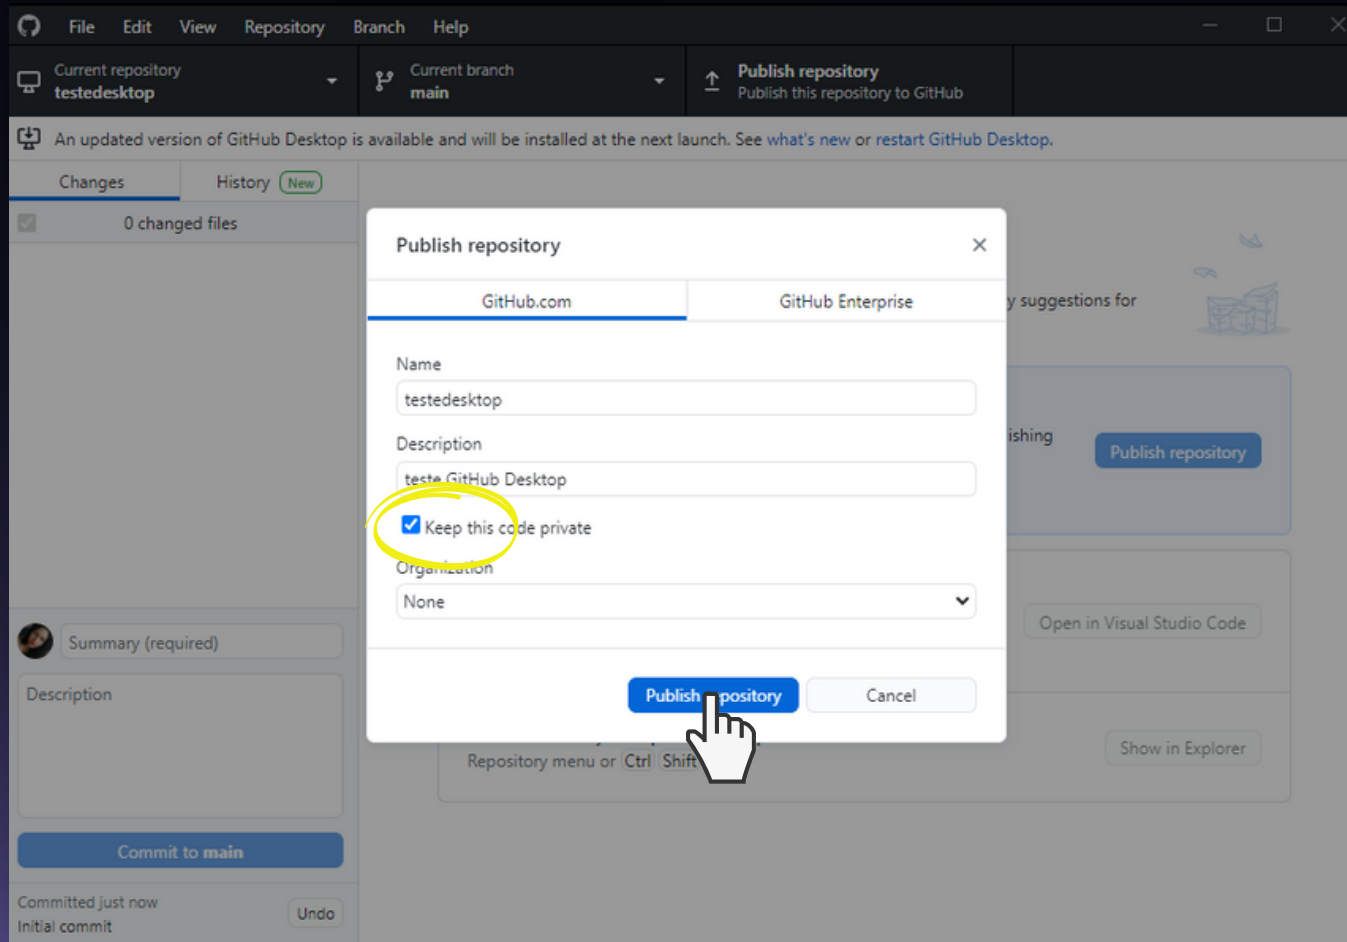 File Edit View Repository Branch Help
Current repository
testedesktop
Current branch
main
Publish repository
Publish this repository to GitHub
An updated version of GitHub Desktop is available and will be installed at the next launch. See what's new or restart GitHub Desktop.
Changes
History New
0 changed files
Publish repository
GitHub.com
GitHub Enterprise
y suggestions for
Name
testedesktop
Description
teste GitHub Desktop
ishing
Publish repository
Keep this code private
Organization
None
Open in Visual Studio Code
Publish repository
Cancel
Repository menu or Ctrl Shift
Show in Explorer
Summary (required)
Description
Commit to main
Committed just now
Initial commit
Undo